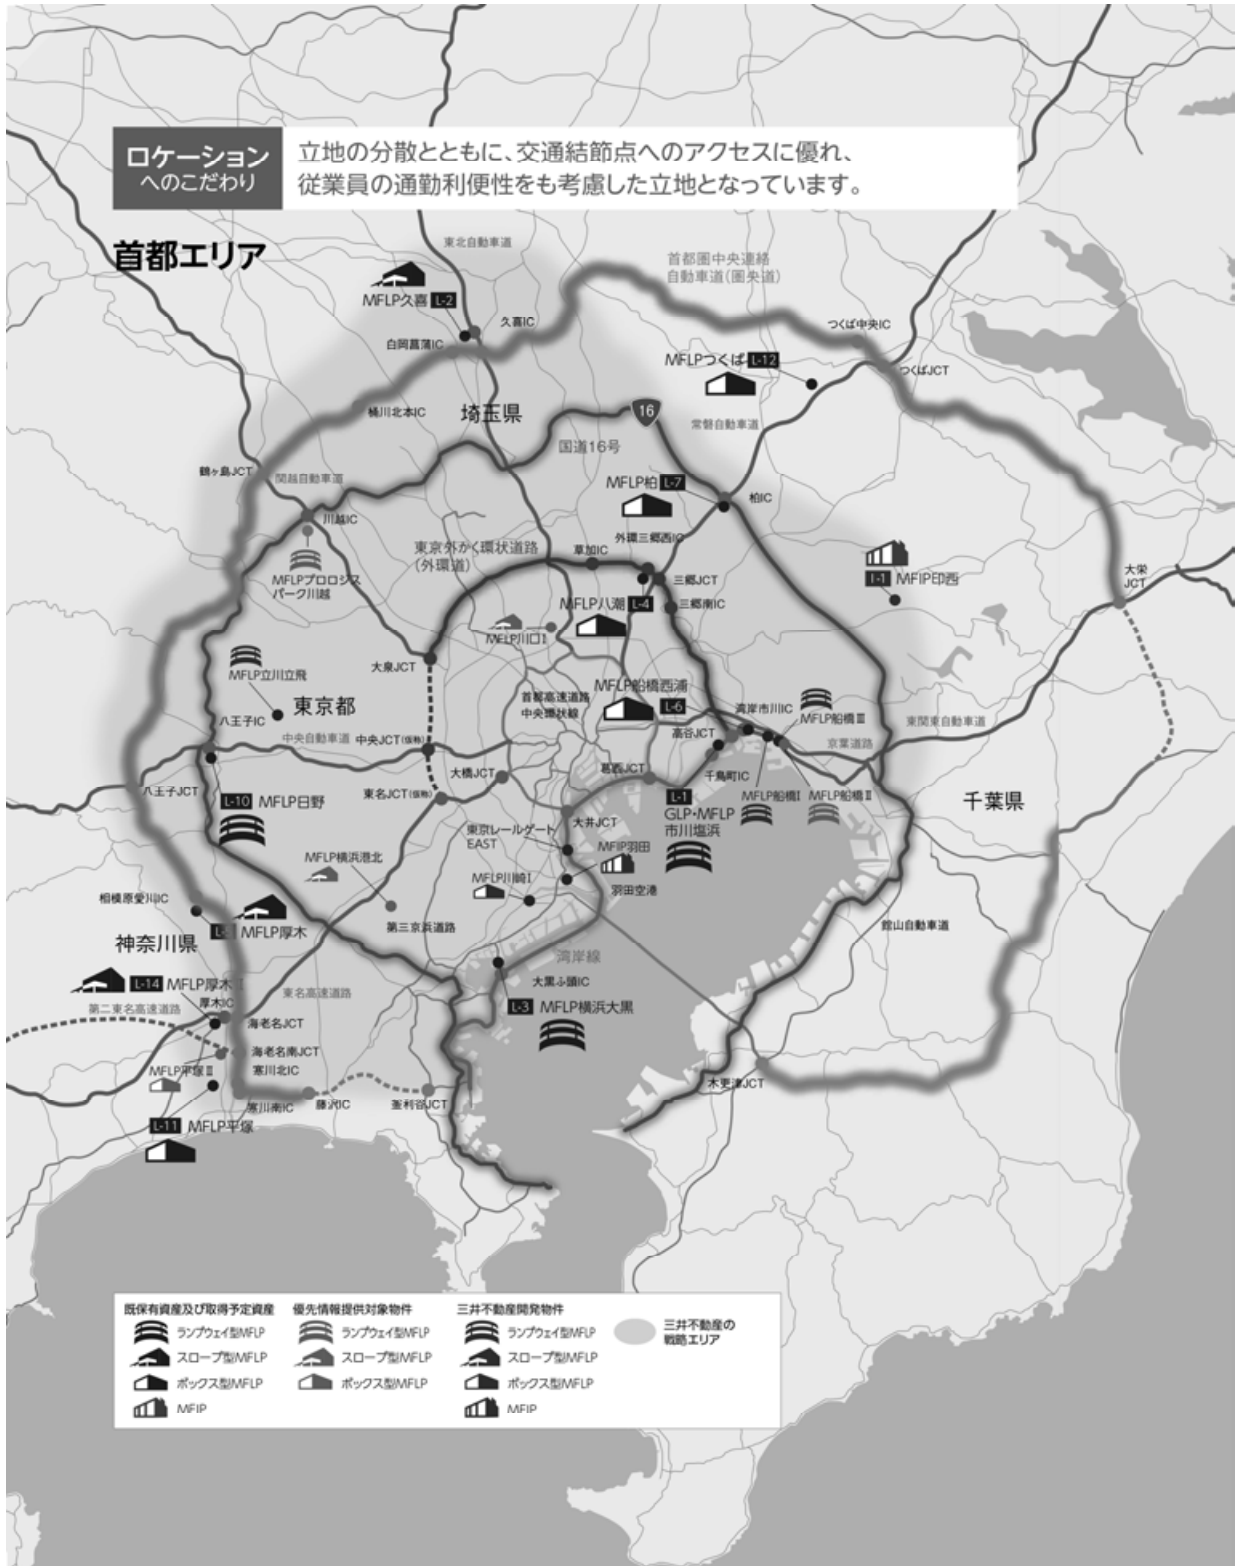 ロケーション
へのこだわり
立地の分散とともに、交通結節点へのアクセスに優れ、
従業員の通勤利便性をも考慮した立地となっています。
首都エリア
東北自動車道
首都圏中央連絡
自動車道(圏央道)
MFLP久喜 L-2
久喜IC
白岡菖蒲IC
つくば中央IC
MFLPつくば L-12
つくばJCT
桶川北本IC
埼玉県
16
常磐自動車道
国道16号
鶴ヶ島JCT
関越自動車道
MFLP柏 L-7
柏IC
川越IC
外環三郷西IC
東京外かく環状道路
(外環道)
草加IC
MFLPプロロジス
パーク川越
三郷JCT
I-1 MFIP印西
大栄
JCT
MFLP八潮 L-4
三郷南IC
MFLP川口Ⅰ
大泉JCT
MFLP立川立飛
MFLP船橋西浦
L-6
首都高速道路
中央環状線
東京都
湾岸市川IC
MFLP船橋Ⅲ
八王子IC
東関東自動車道
中央自動車道
中央JCT(仮称)
高谷JCT
京葉道路
大橋JCT
葛西JCT
千鳥町IC
八王子JCT
東名JCT(仮称)
L-10 MFLP日野
L-1
GLP・MFLP
市川塩浜
MFLP船橋Ⅰ
MFLP船橋Ⅱ
千葉県
大井JCT
東京レールゲート
EAST
MFIP羽田
MFLP横浜港北
MFLP川崎Ⅰ
羽田空港
相模原愛川IC
MFLP厚木
第三京浜道路
館山自動車道
神奈川県
湾岸線
L-14 MFLP厚木Ⅱ
大黒ふ頭IC
東名高速道路
厚木IC
第二東名高速道路
L-3 MFLP横浜大黒
海老名JCT
海老名南JCT
MFLP平塚Ⅱ
寒川北IC
木更津JCT
寒川南IC
藤沢IC
釜利谷JCT
L-11 MFLP平塚
既保有資産及び取得予定資産
ランプウェイ型MFLP
スロープ型MFLP
ボックス型MFLP
MFIP
優先情報提供対象物件
ランプウェイ型MFLP
スロープ型MFLP
ボックス型MFLP
三井不動産開発物件
ランプウェイ型MFLP
スロープ型MFLP
ボックス型MFLP
MFIP
三井不動産の
戦略エリア